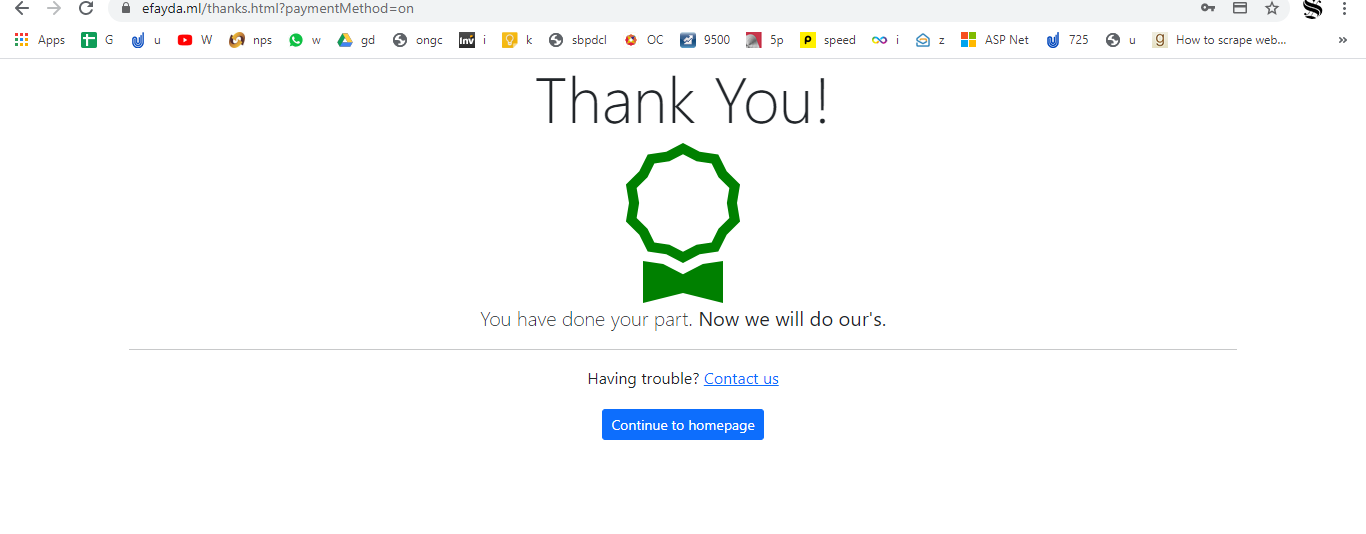 efayda.ml/thanks.html?paymentMethod=on
Apps G u W nps w gd ongc Inv i k sbpdcl OC 9500 5p P speed i z ASP Net 725 u g How to scrape web... »
Thank You!
You have done your part. Now we will do our's.
Having trouble? Contact us
Continue to homepage